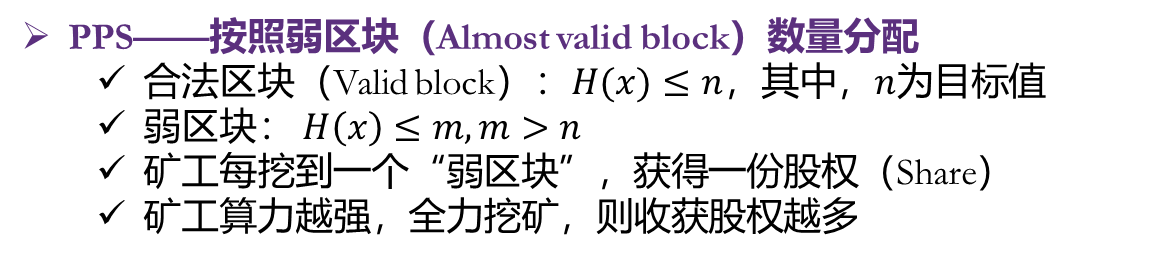 ➢ PPS——按照弱区块（Almost valid block）数量分配
✓ 合法区块（Valid block）：H(x) ≤ n，其中，n为目标值
✓ 弱区块： H(x) ≤ m, m > n
✓ 矿工每挖到一个“弱区块”，获得一份股权（Share）
✓ 矿工算力越强，全力挖矿，则收获股权越多